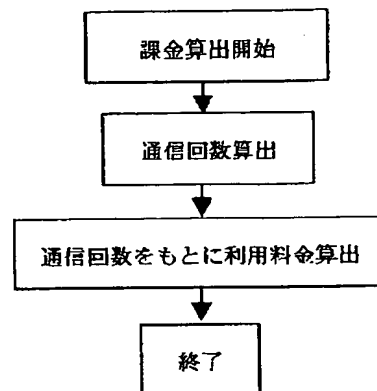 課金算出開始
通信回数算出
通信回数をもとに利用料金算出
終了